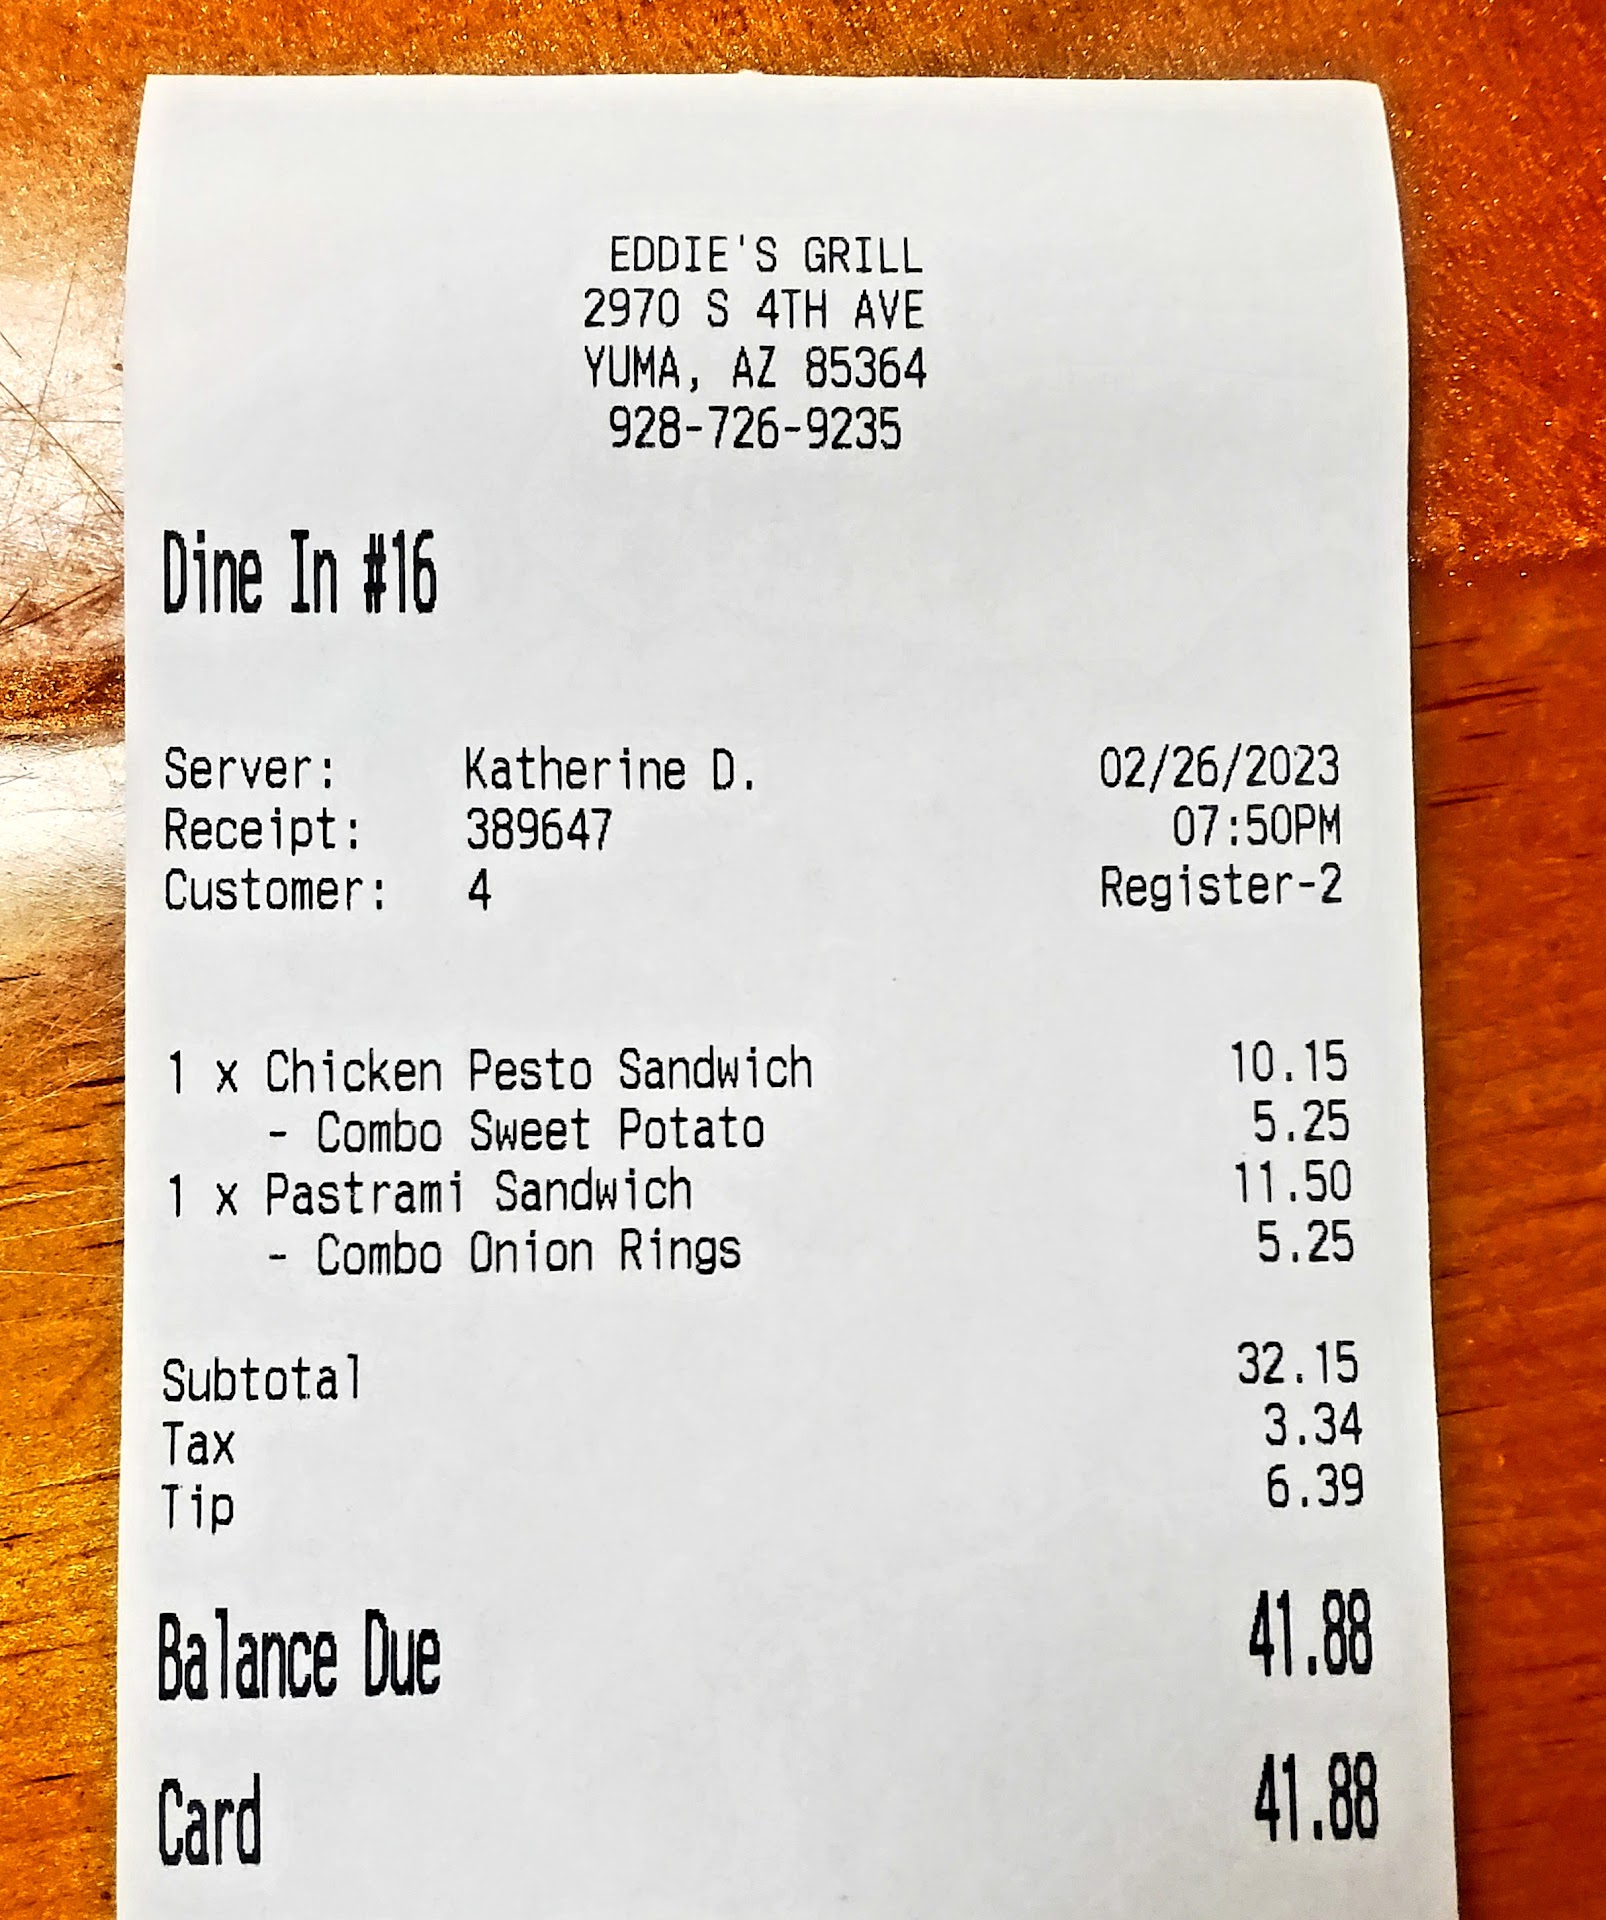 EDDIE'S GRILL
2970 S 4TH AVE
YUMA, AZ 85364
928-726-9235
Dine In #16
Server: Katherine D. 02/26/2023
Receipt: 389647 07:50PM
Customer: 4 Register-2
1 x Chicken Pesto Sandwich 10.15
- Combo Sweet Potato 5.25
1 x Pastrami Sandwich 11.50
- Combo Onion Rings 5.25
Subtotal 32.15
Tax 3.34
Tip 6.39
Balance Due 41.88
Card 41.88